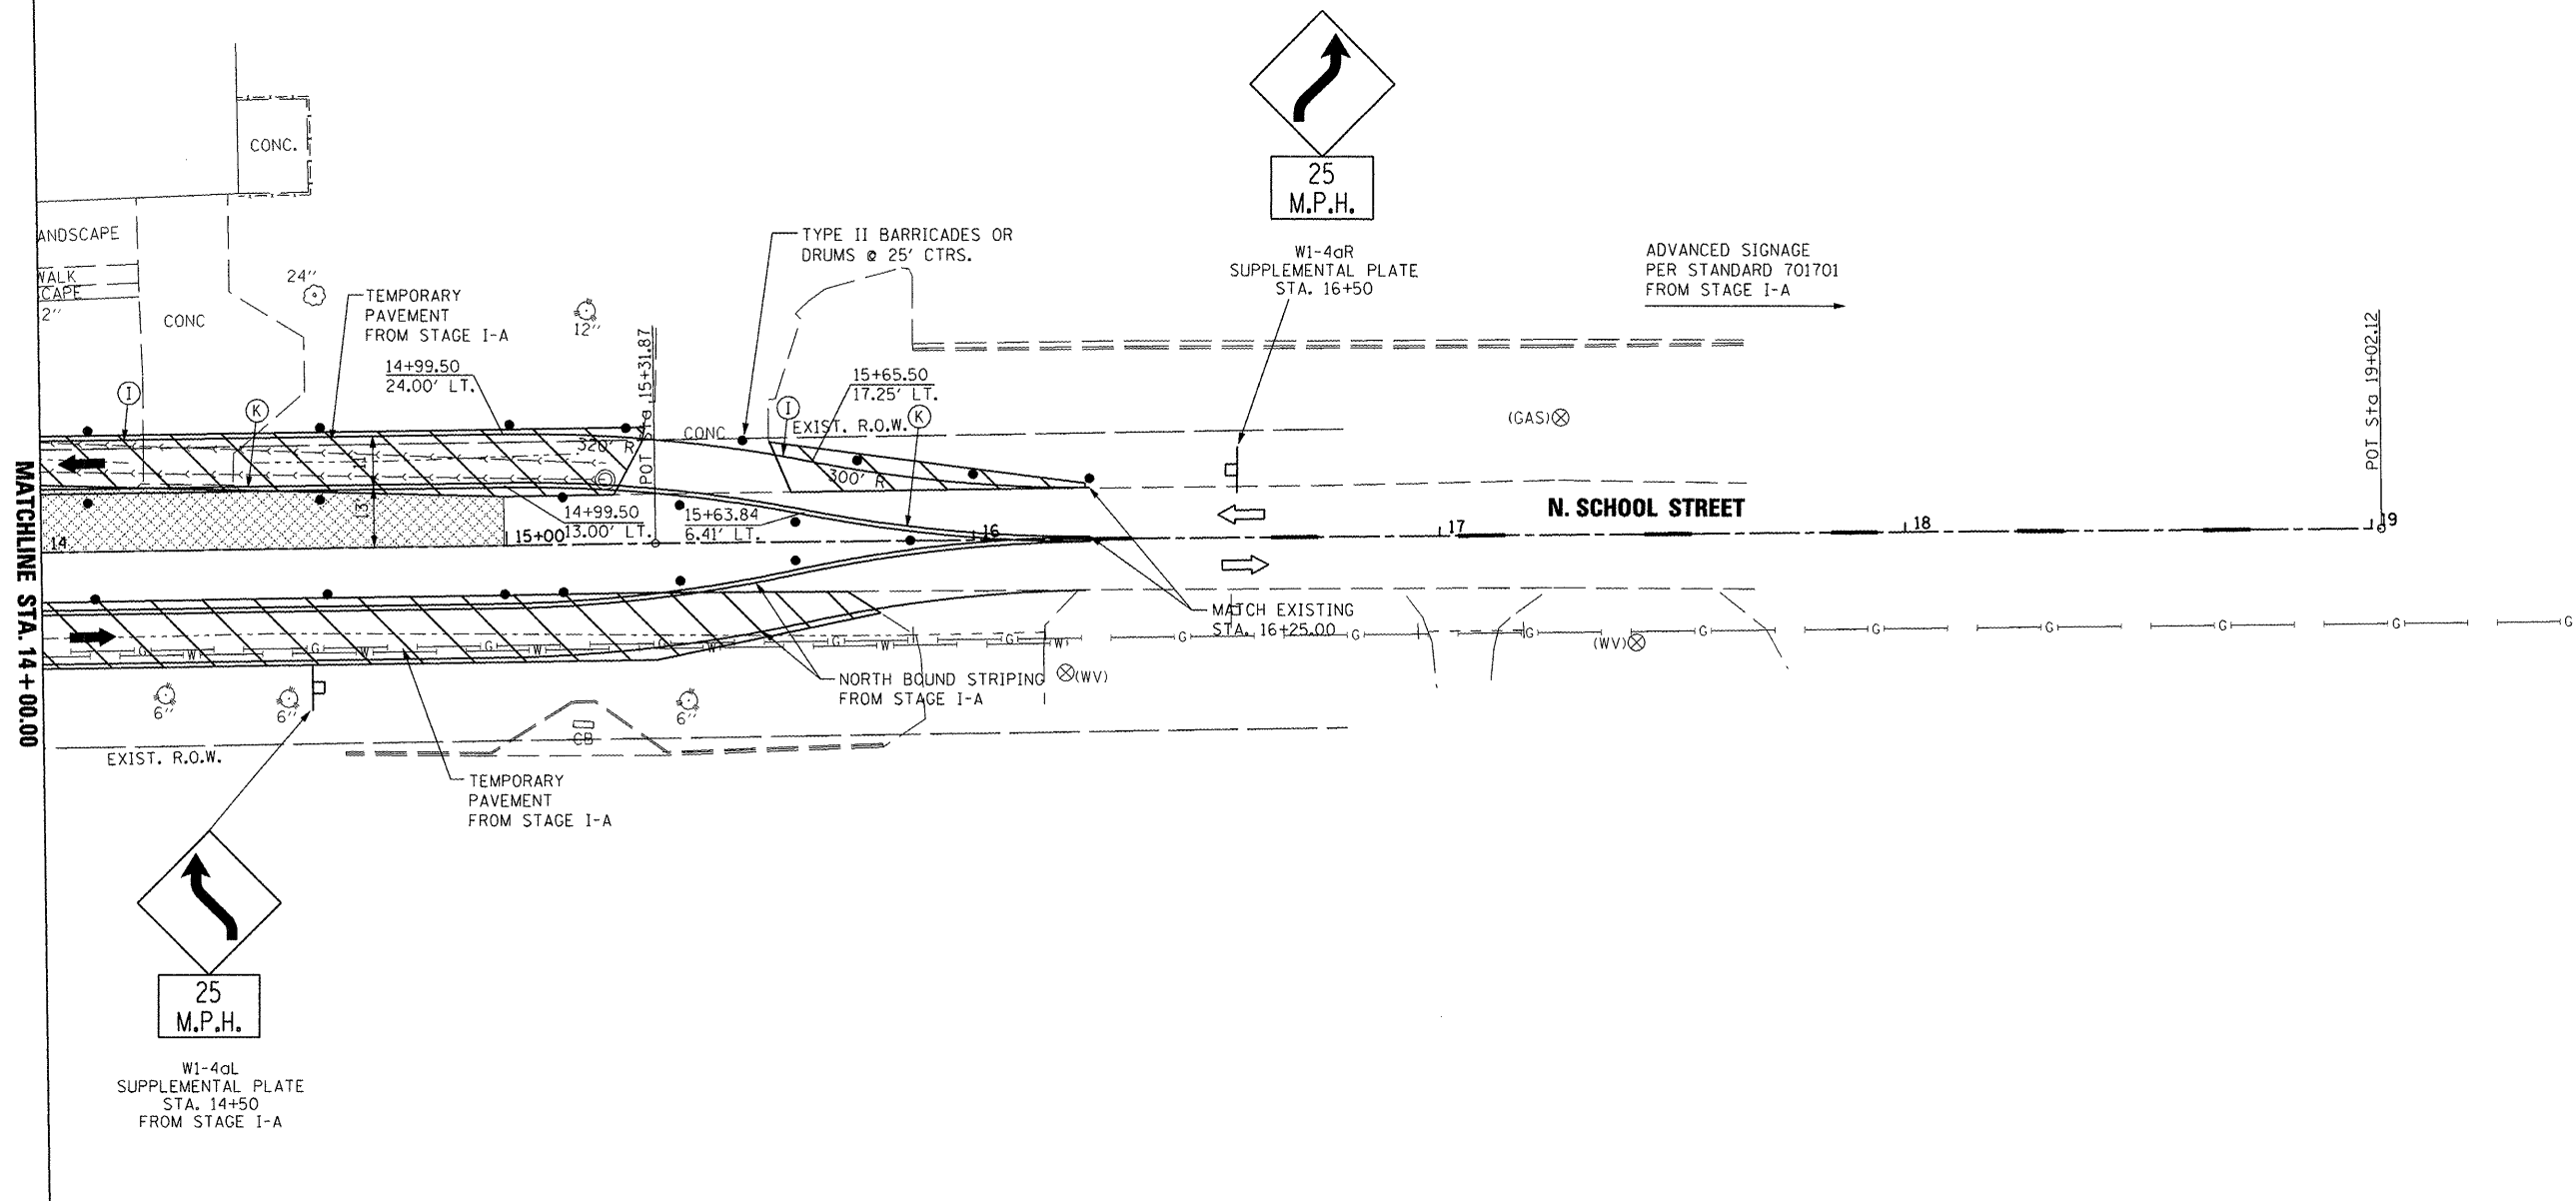 25
M.P.H.
W1-4aR
SUPPLEMENTAL PLATE
STA. 16+50
ADVANCED SIGNAGE
PER STANDARD 701701
FROM STAGE I-A
CONC.
ANDSCAPE
WALK
CAPE
2"
CONC
24"
12"
TEMPORARY
PAVEMENT
FROM STAGE I-A
TYPE II BARRICADES OR
DRUMS @ 25' CTRS.
14+99.50
24.00' LT.
POT Sta 15+31.87
15+65.50
17.25' LT.
I
K
I
K
CONC
EXIST. R.O.W.
(GAS)
POT Sta 19+02.12
320' R
300' R
11'
13'
14+99.50
13.00' LT.
15+63.84
6.41' LT.
N. SCHOOL STREET
14
15+00
16
17
18
19
MATCHLINE STA. 14+00.00
MATCH EXISTING
STA. 16+25.00
G
W
G
W
G
W
G
W
G
W
G
G
G
G
G
G
G
G
G
G
(WV)
(WV)
NORTH BOUND STRIPING
FROM STAGE I-A
6"
6"
6"
CB
EXIST. R.O.W.
TEMPORARY
PAVEMENT
FROM STAGE I-A
25
M.P.H.
W1-4aL
SUPPLEMENTAL PLATE
STA. 14+50
FROM STAGE I-A